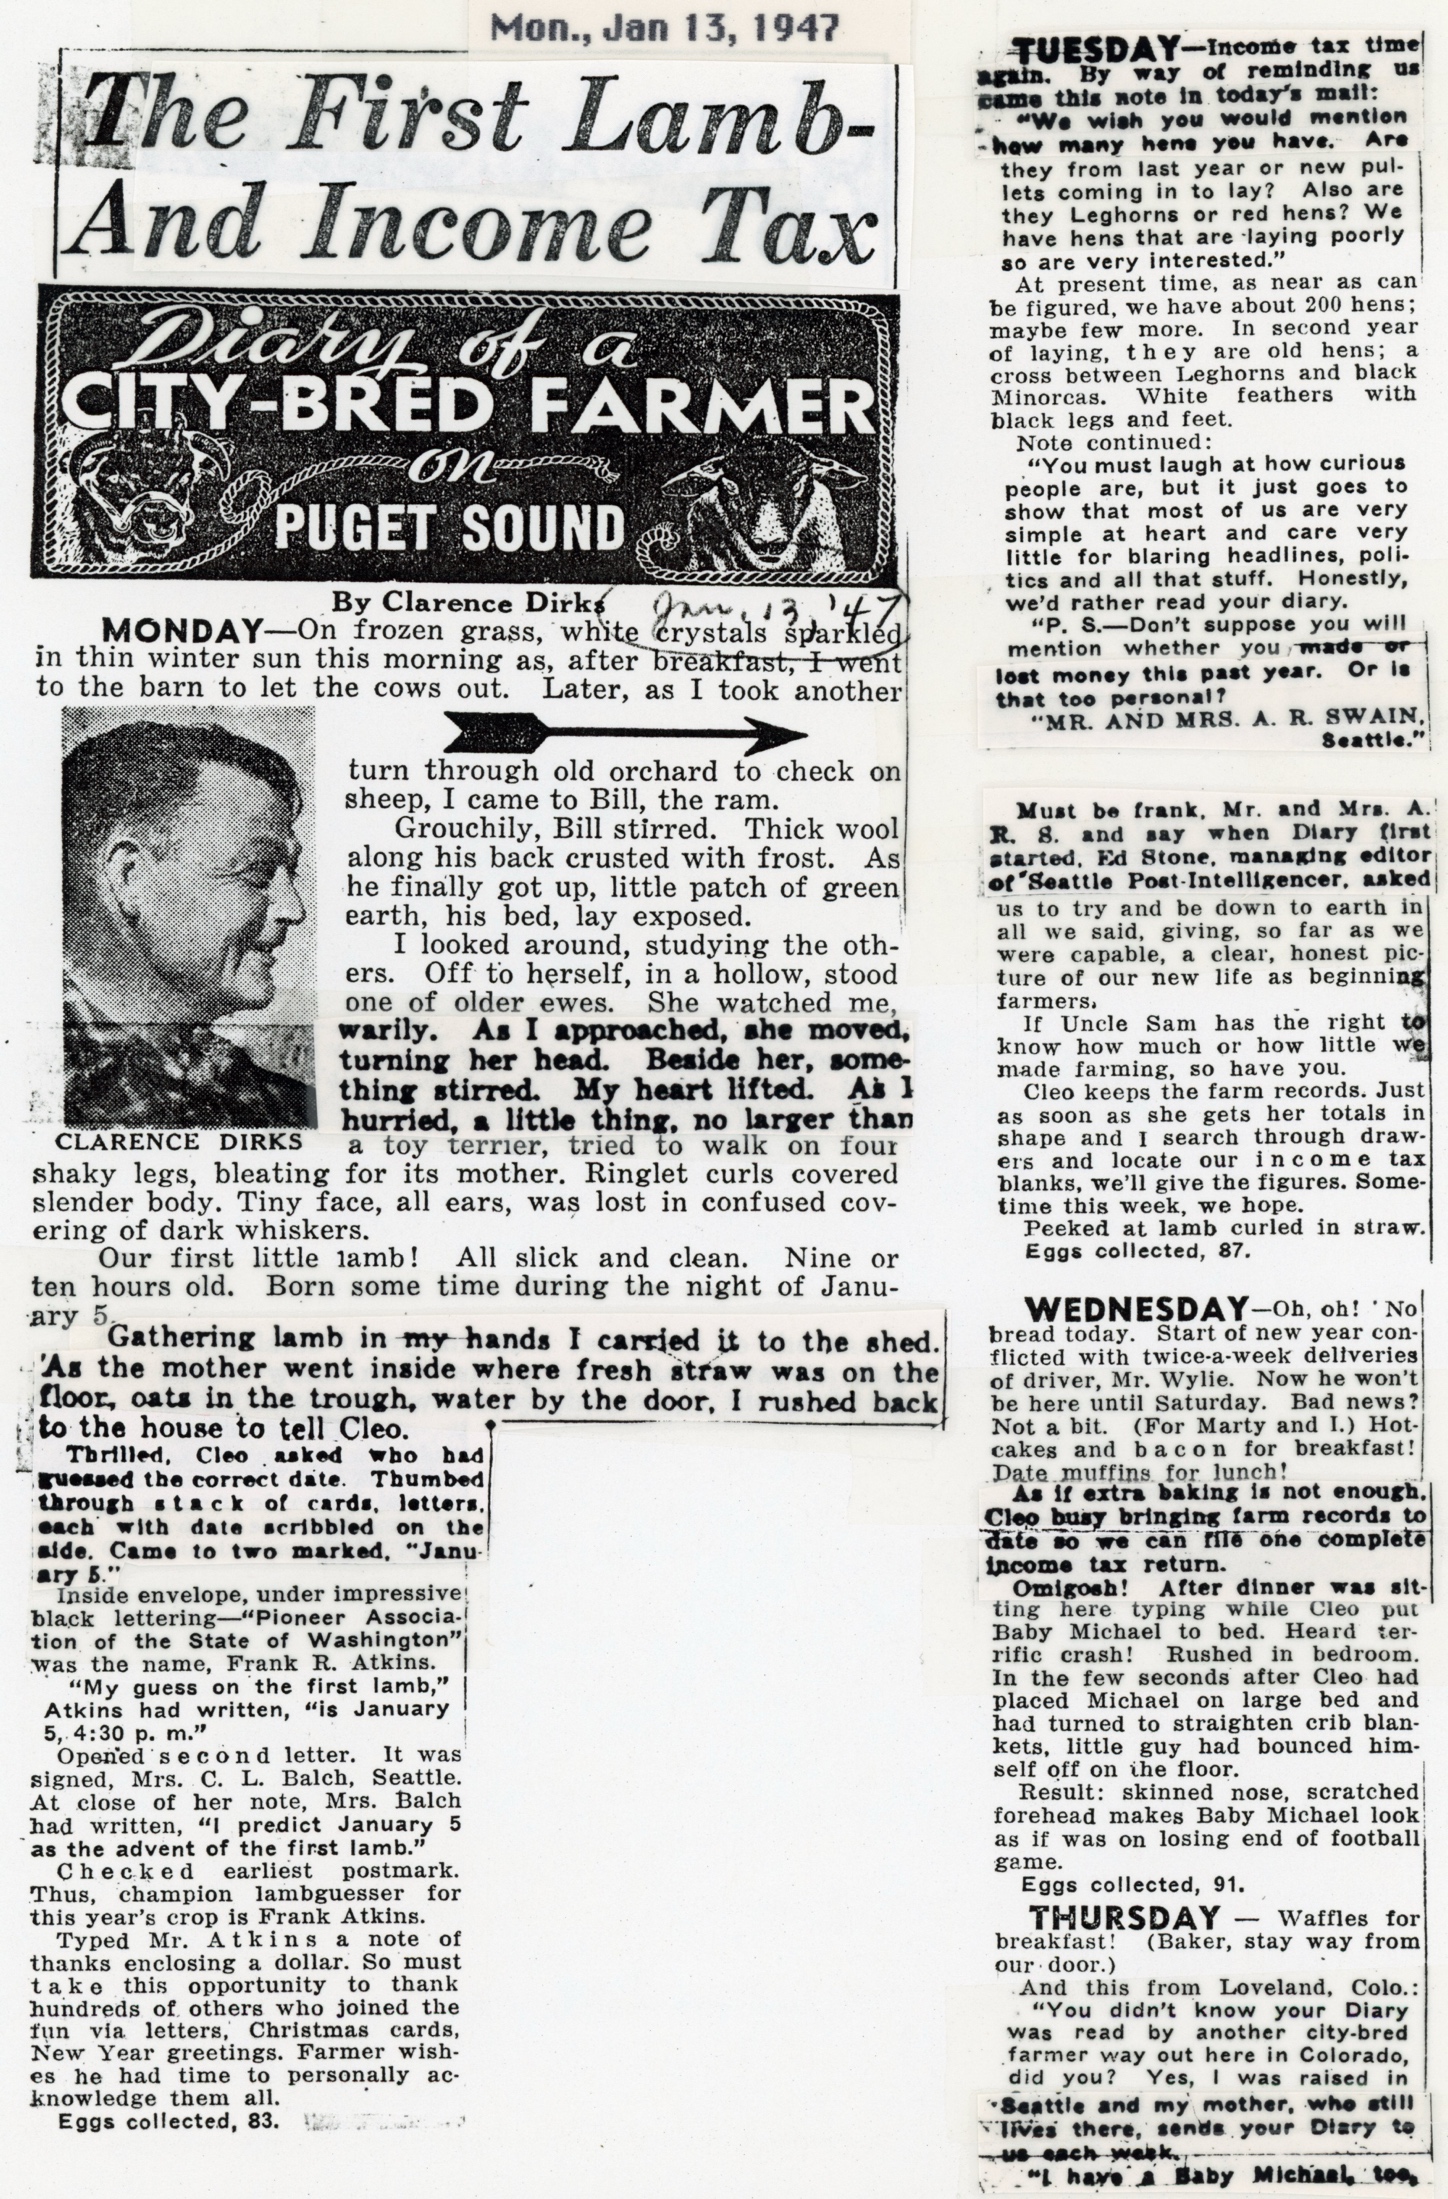 Mon., Jan 13, 1947
The First Lamb-
And Income Tax
Diary of a
CITY-BRED FARMER
on
PUGET SOUND
By Clarence Dirks
Jan. 13, '47
MONDAY—On frozen grass, white crystals sparkled
in thin winter sun this morning as, after breakfast, I went
to the barn to let the cows out. Later, as I took another
turn through old orchard to check on
sheep, I came to Bill, the ram.
Grouchily, Bill stirred. Thick wool
along his back crusted with frost. As
he finally got up, little patch of green
earth, his bed, lay exposed.
I looked around, studying the oth-
ers. Off to herself, in a hollow, stood
one of older ewes. She watched me,
warily. As I approached, she moved,
turning her head. Beside her, some-
thing stirred. My heart lifted. As I
hurried, a little thing, no larger than
CLARENCE DIRKS
a toy terrier, tried to walk on four
shaky legs, bleating for its mother. Ringlet curls covered
slender body. Tiny face, all ears, was lost in confused cov-
ering of dark whiskers.
Our first little lamb! All slick and clean. Nine or
ten hours old. Born some time during the night of Janu-
ary 5.
Gathering lamb in my hands I carried it to the shed.
As the mother went inside where fresh straw was on the
floor, oats in the trough, water by the door, I rushed back
to the house to tell Cleo.
Thrilled, Cleo asked who had
guessed the correct date. Thumbed
through stack of cards, letters,
each with date scribbled on the
side. Came to two marked, "Janu-
ary 5."
Inside envelope, under impressive
black lettering—"Pioneer Associa-
tion of the State of Washington"
was the name, Frank R. Atkins.
"My guess on the first lamb,"
Atkins had written, "is January
5, 4:30 p. m."
Opened second letter. It was
signed, Mrs. C. L. Balch, Seattle.
At close of her note, Mrs. Balch
had written, "I predict January 5
as the advent of the first lamb."
Checked earliest postmark.
Thus, champion lambguesser for
this year's crop is Frank Atkins.
Typed Mr. Atkins a note of
thanks enclosing a dollar. So must
take this opportunity to thank
hundreds of others who joined the
fun via letters, Christmas cards,
New Year greetings. Farmer wish-
es he had time to personally ac-
knowledge them all.
Eggs collected, 83.
TUESDAY—Income tax time
again. By way of reminding us
came this note in today's mail:
"We wish you would mention
how many hens you have. Are
they from last year or new pul-
lets coming in to lay? Also are
they Leghorns or red hens? We
have hens that are laying poorly
so are very interested."
At present time, as near as can
be figured, we have about 200 hens;
maybe few more. In second year
of laying, they are old hens; a
cross between Leghorns and black
Minorcas. White feathers with
black legs and feet.
Note continued:
"You must laugh at how curious
people are, but it just goes to
show that most of us are very
simple at heart and care very
little for blaring headlines, poli-
tics and all that stuff. Honestly,
we'd rather read your diary.
"P. S.—Don't suppose you will
mention whether you made or
lost money this past year. Or is
that too personal?
"MR. AND MRS. A. R. SWAIN,
Seattle."
Must be frank, Mr. and Mrs. A.
R. S. and say when Diary first
started, Ed Stone, managing editor
of Seattle Post-Intelligencer, asked
us to try and be down to earth in
all we said, giving, so far as we
were capable, a clear, honest pic-
ture of our new life as beginning
farmers.
If Uncle Sam has the right to
know how much or how little we
made farming, so have you.
Cleo keeps the farm records. Just
as soon as she gets her totals in
shape and I search through draw-
ers and locate our income tax
blanks, we'll give the figures. Some-
time this week, we hope.
Peeked at lamb curled in straw.
Eggs collected, 87.
WEDNESDAY—Oh, oh! No
bread today. Start of new year con-
flicted with twice-a-week deliveries
of driver, Mr. Wylie. Now he won't
be here until Saturday. Bad news?
Not a bit. (For Marty and I.) Hot-
cakes and bacon for breakfast!
Date muffins for lunch!
As if extra baking is not enough,
Cleo busy bringing farm records to
date so we can file one complete
income tax return.
Omigosh! After dinner was sit-
ting here typing while Cleo put
Baby Michael to bed. Heard ter-
rific crash! Rushed in bedroom.
In the few seconds after Cleo had
placed Michael on large bed and
had turned to straighten crib blan-
kets, little guy had bounced him-
self off on the floor.
Result: skinned nose, scratched
forehead makes Baby Michael look
as if was on losing end of football
game.
Eggs collected, 91.
THURSDAY — Waffles for
breakfast! (Baker, stay way from
our door.)
And this from Loveland, Colo.:
"You didn't know your Diary
was read by another city-bred
farmer way out here in Colorado,
did you? Yes, I was raised in
Seattle and my mother, who still
lives there, sends your Diary to
us each week.
"I have a Baby Michael, too,